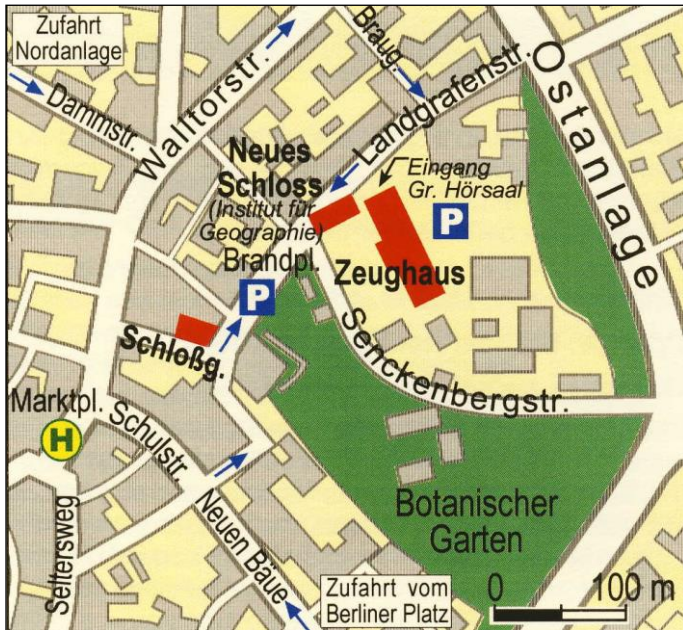 Zufahrt
Nordanlage
Dammstr.
Walltorstr.
Braug.
Landgrafenstr.
Ostanlage
Neues
Schloss
(Institut für
Geographie)
Eingang
Gr. Hörsaal
P
Brandpl.
P
Zeughaus
Schloßg.
Senckenbergstr.
Marktpl.
H
Schulstr.
Seltersweg
Neuen Bäue
Botanischer
Garten
Zufahrt vom
Berliner Platz
0 100 m